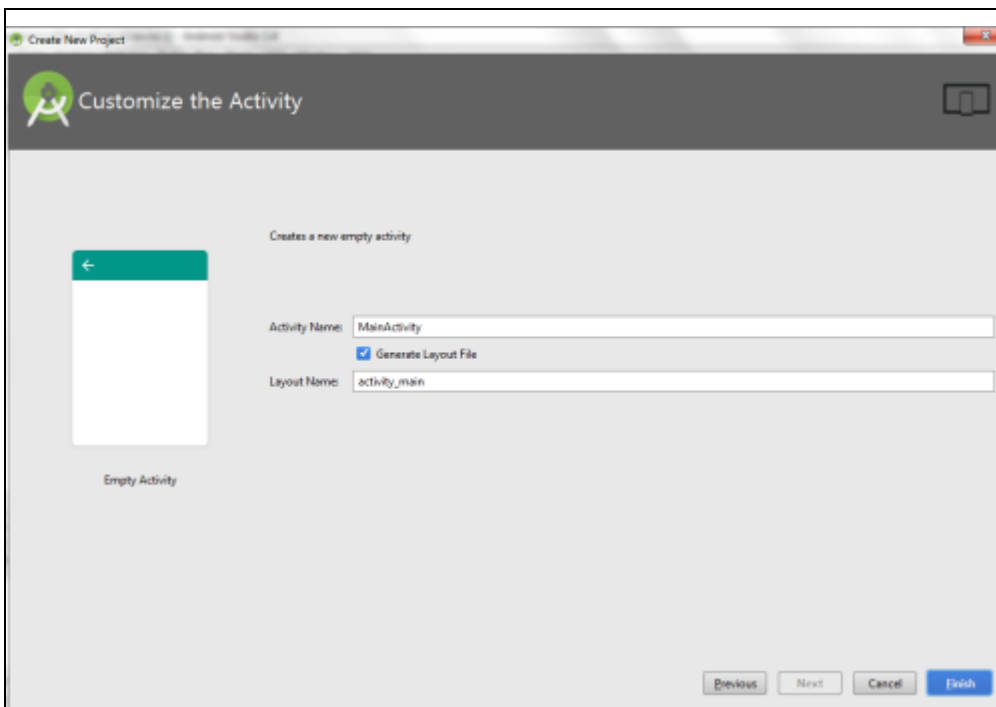 Create New Project
Customize the Activity
Creates a new empty activity
Activity Name: MainActivity
Generate Layout File
Layout Name: activity_main
Empty Activity
Previous
Next
Cancel
Finish